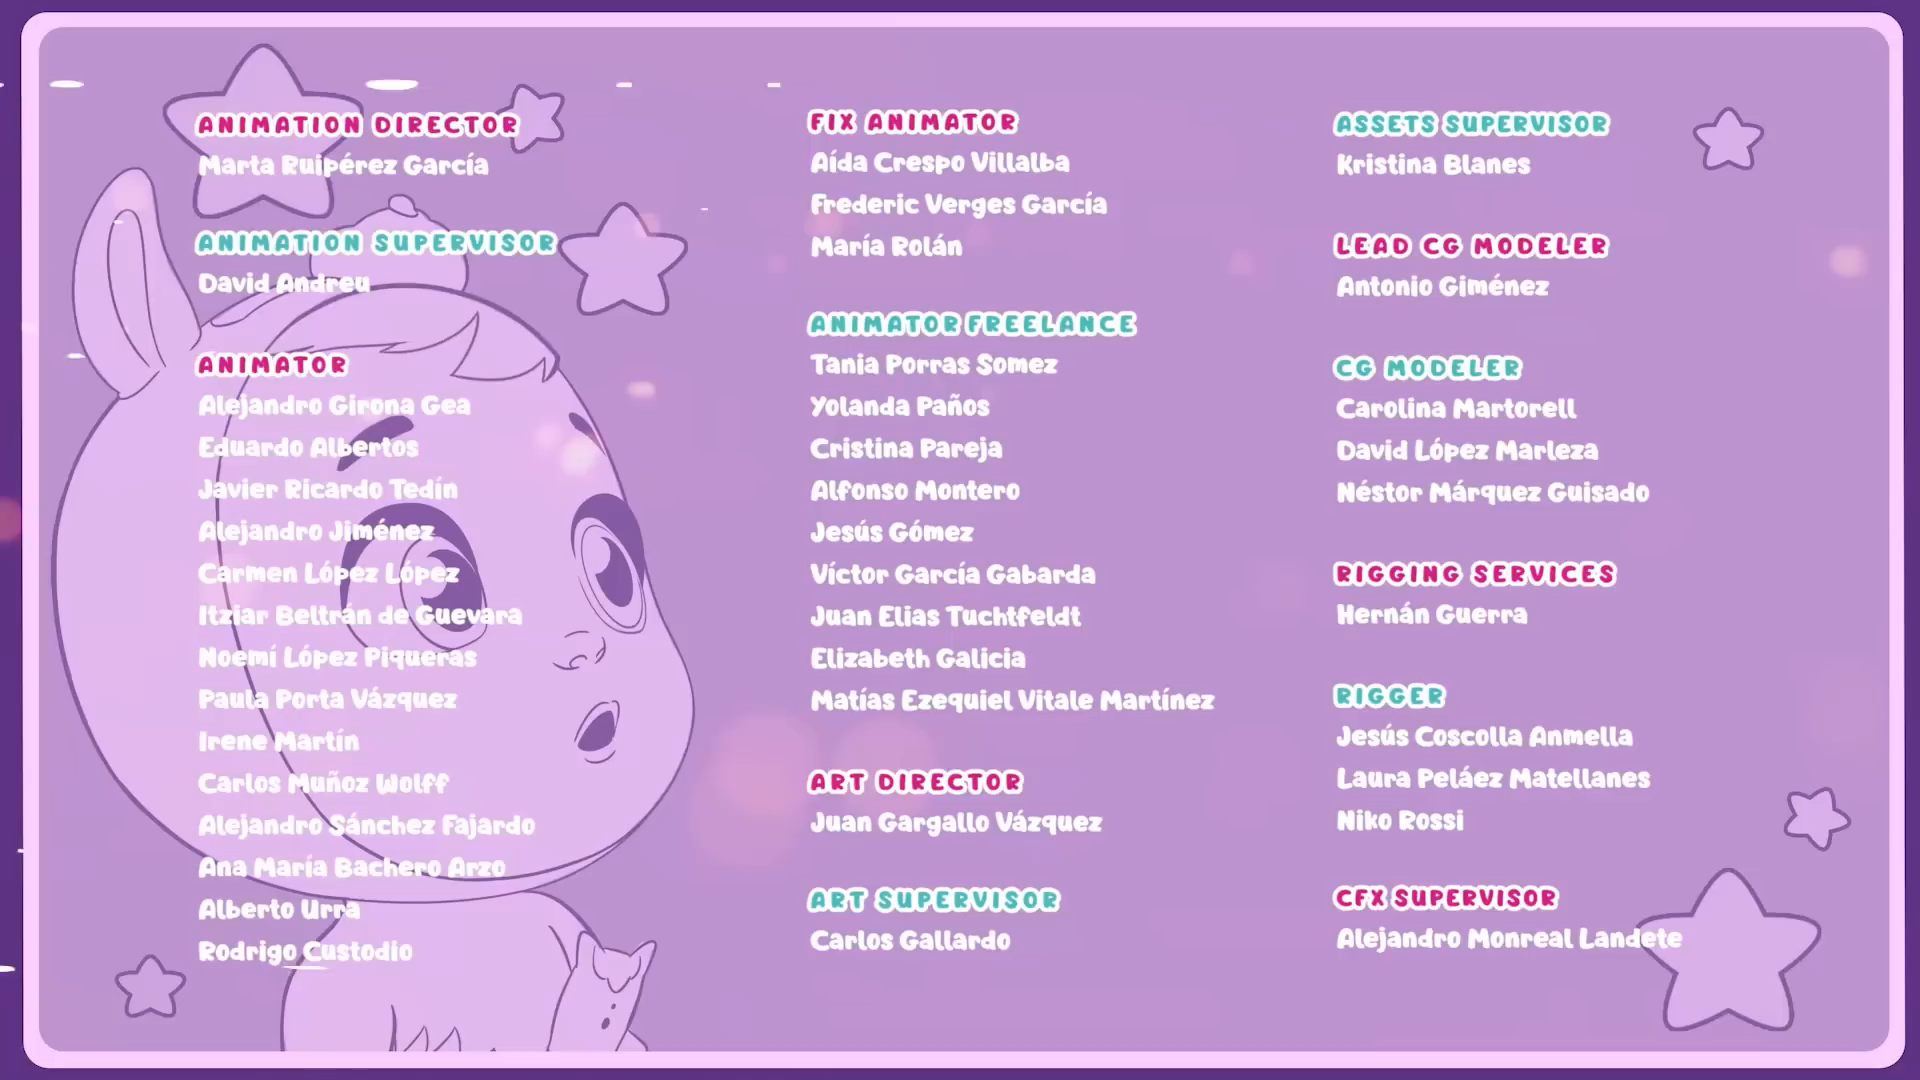 ANIMATION DIRECTOR
Marta Ruipérez García
ANIMATION SUPERVISOR
David Andreu
ANIMATOR
Alejandro Girona Gea
Eduardo Albertos
Javier Ricardo Tedín
Alejandro Jiménez
Carmen López López
Itziar Beltrán de Guevara
Noemí López Piqueras
Paula Porta Vázquez
Irene Martín
Carlos Muñoz Wolff
Alejandro Sánchez Fajardo
Ana María Bachero Arzo
Alberto Urra
Rodrigo Custodio
FIX ANIMATOR
Aída Crespo Villalba
Frederic Verges García
María Rolán
ANIMATOR FREELANCE
Tania Porras Somez
Yolanda Paños
Cristina Pareja
Alfonso Montero
Jesús Gómez
Víctor García Gabarda
Juan Elias Tuchtfeldt
Elizabeth Galicia
Matías Ezequiel Vitale Martínez
ART DIRECTOR
Juan Gargallo Vázquez
ART SUPERVISOR
Carlos Gallardo
ASSETS SUPERVISOR
Kristina Blanes
LEAD CG MODELER
Antonio Giménez
CG MODELER
Carolina Martorell
David López Marleza
Néstor Márquez Guisado
RIGGING SERVICES
Hernán Guerra
RIGGER
Jesús Coscolla Anmella
Laura Peláez Matellanes
Niko Rossi
CFX SUPERVISOR
Alejandro Monreal Landete